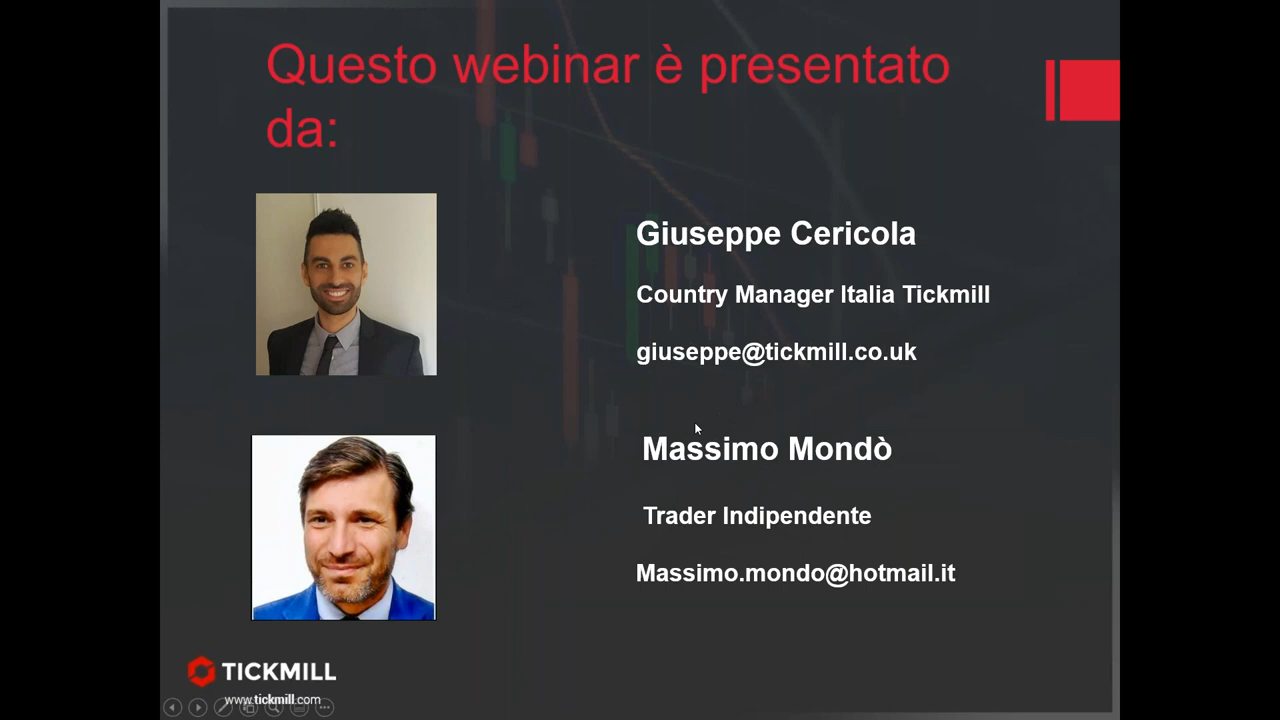 Questo webinar è presentato
da:
Giuseppe Cericola
Country Manager Italia Tickmill
giuseppe@tickmill.co.uk
Massimo Mondò
Trader Indipendente
Massimo.mondo@hotmail.it
TICKMILL
www.tickmill.com